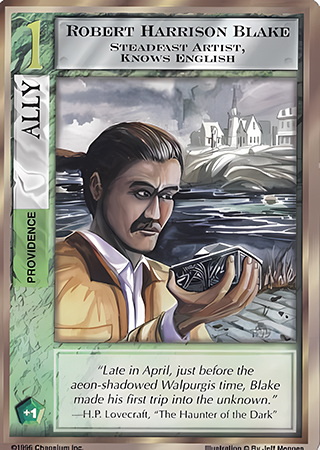 1
ROBERT HARRISON BLAKE
STEADFAST ARTIST,
KNOWS ENGLISH
ALLY
PROVIDENCE
"Late in April, just before the
aeon-shadowed Walpurgis time, Blake
made his first trip into the unknown."
—H.P. Lovecraft, "The Haunter of the Dark"
+1
©1996 Chaosium Inc.
Illustration © By Jeff Menges